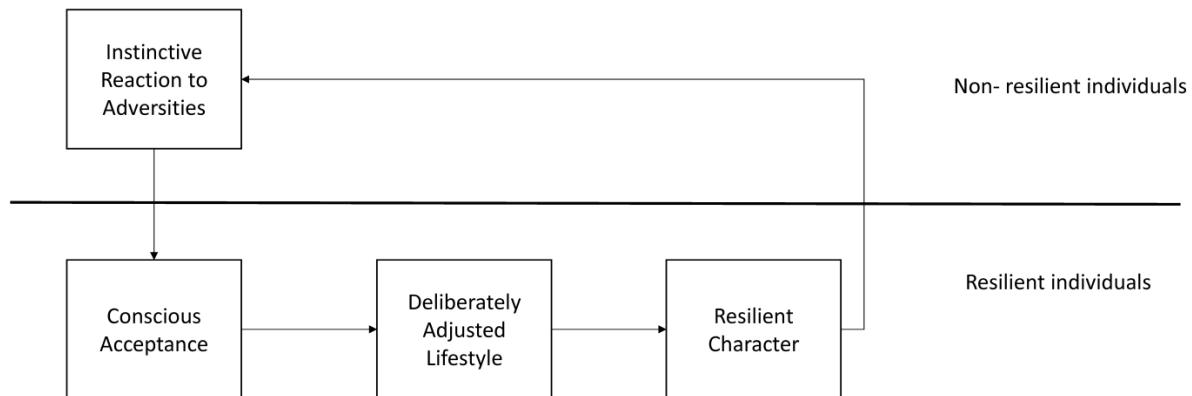 Instinctive
Reaction to
Adversities
Non- resilient individuals
Conscious
Acceptance
Deliberately
Adjusted
Lifestyle
Resilient
Character
Resilient individuals